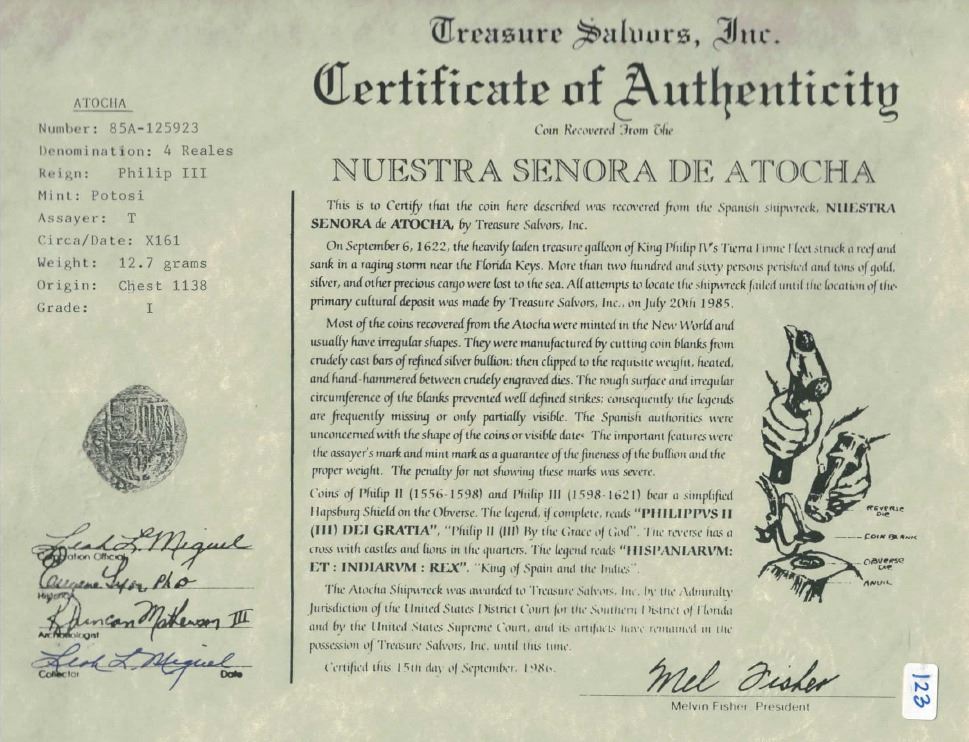 Treasure Salvors, Inc.
Certificate of Authenticity
Coin Recovered From The
NUESTRA SENORA DE ATOCHA
ATOCHA
Number: 85A-125923
Denomination: 4 Reales
Reign: Philip III
Mint: Potosi
Assayer: T
Circa/Date: X161
Weight: 12.7 grams
Origin: Chest 1138
Grade: I
This is to Certify that the coin here described was recovered from the Spanish shipwreck, NUESTRA
SENORA de ATOCHA, by Treasure Salvors, Inc.
On September 6, 1622, the heavily laden treasure galleon of King Philip IV's Tierra Firme Fleet struck a reef and
sank in a raging storm near the Florida Keys. More than two hundred and sixty persons perished and tons of gold,
silver, and other precious cargo were lost to the sea. All attempts to locate the shipwreck failed until the location of the
primary cultural deposit was made by Treasure Salvors, Inc., on July 20th 1985.
Most of the coins recovered from the Atocha were minted in the New World and
usually have irregular shapes. They were manufactured by cutting coin blanks from
crudely cast bars of refined silver bullion; then clipped to the requisite weight, heated,
and hand-hammered between crudely engraved dies. The rough surface and irregular
circumference of the blanks prevented well defined strikes; consequently the legends
are frequently missing or only partially visible. The Spanish authorities were
unconcerned with the shape of the coins or visible dates. The important features were
the assayer's mark and mint mark as a guarantee of the fineness of the bullion and the
proper weight. The penalty for not showing these marks was severe.
Coins of Philip II (1556-1598) and Philip III (1598-1621) bear a simplified
Hapsburg Shield on the Obverse. The legend, if complete, reads "PHILIPPVS II
(III) DEI GRATIA", "Philip II (III) By the Grace of God". The reverse has a
cross with castles and lions in the quarters. The legend reads "HISPANIARVM:
ET : INDIARVM : REX", "King of Spain and the Indies".
The Atocha Shipwreck was awarded to Treasure Salvors, Inc. by the Admiralty
Jurisdiction of the United States District Court for the Southern District of Florida
and by the United States Supreme Court, and its artifacts have remained in the
possession of Treasure Salvors, Inc. until this time.
Certified this 15th day of September, 1986.
REVERSE DIE
COIN BLANK
OBVERSE DIE
ANVIL
Leah L. Miguel
Corporation Official
Eugene Lyon, PhD
Historian
R. Duncan Mathewson III
Archaeologist
Leah L. Miguel
Collector Date
Mel Fisher
Melvin Fisher, President
123